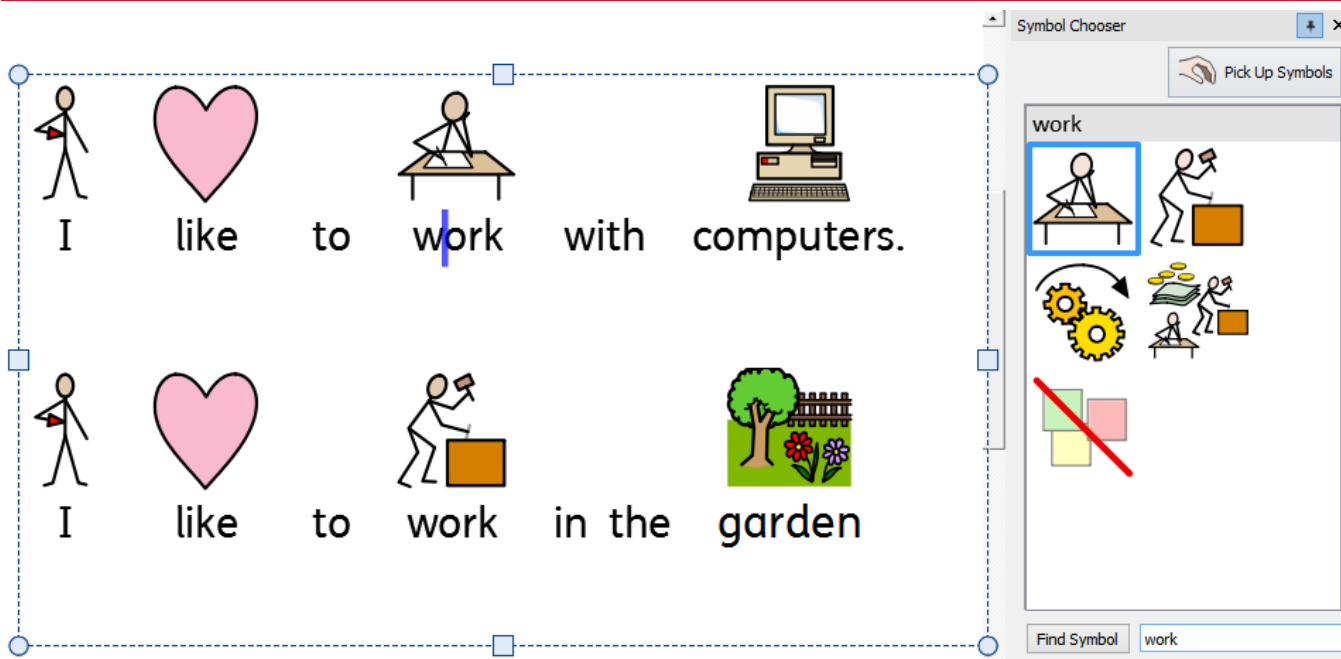 I like to work with computers.
I like to work in the garden
Symbol Chooser
Pick Up Symbols
work
Find Symbol work